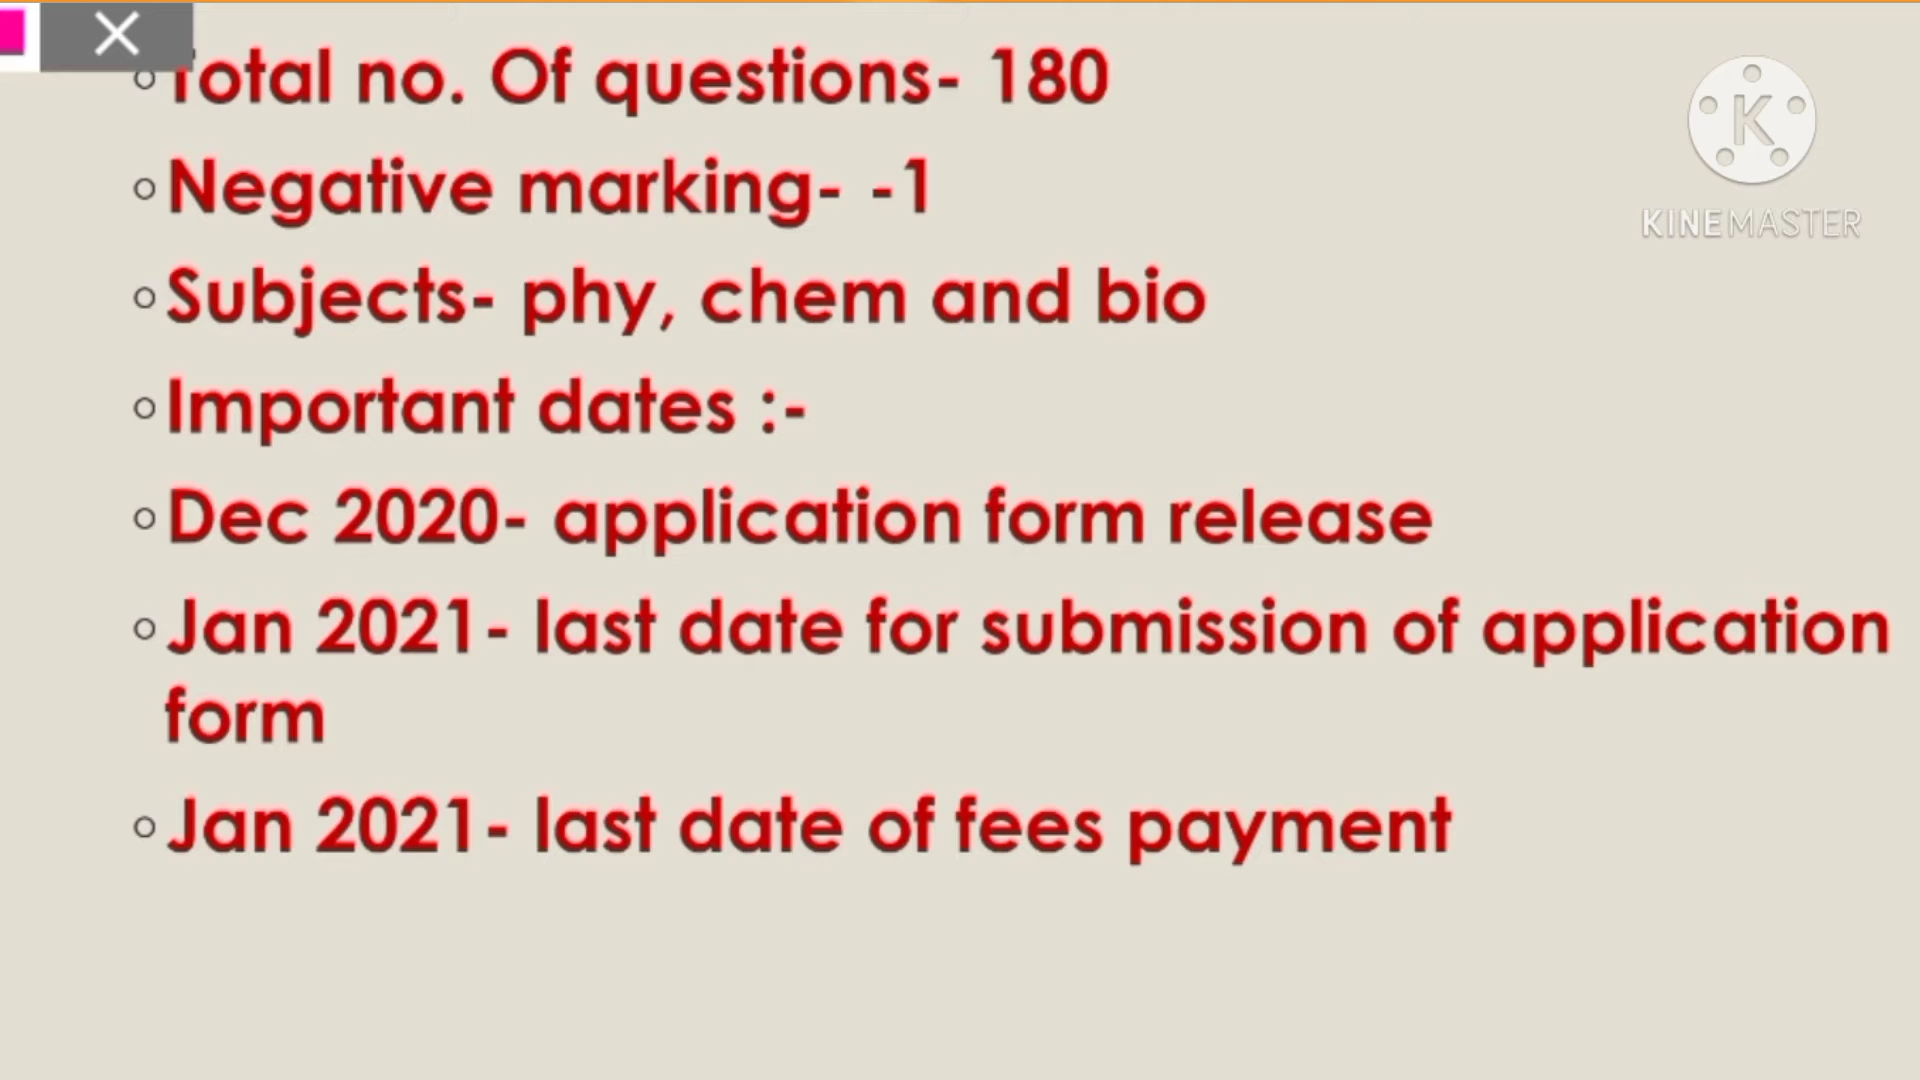 Total no. Of questions- 180
Negative marking- -1
Subjects- phy, chem and bio
Important dates :-
Dec 2020- application form release
Jan 2021- last date for submission of application
form
Jan 2021- last date of fees payment
K
KINEMASTER